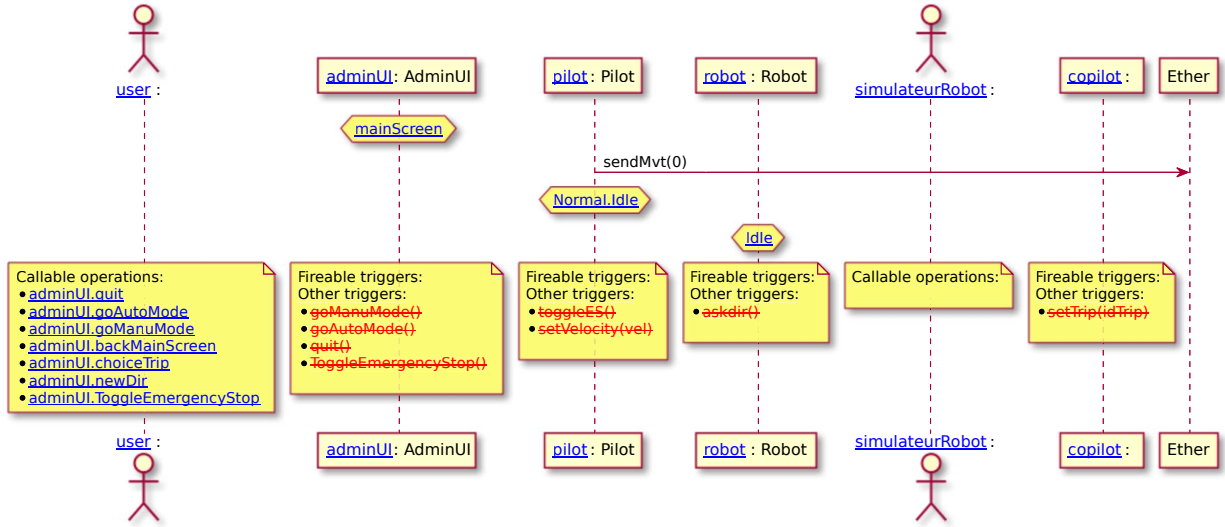 user :
adminUI: AdminUI
pilot : Pilot
robot : Robot
simulateurRobot :
copilot :
Ether
mainScreen
sendMvt(0)
Normal.Idle
Idle
Callable operations:
adminUI.quit
adminUI.goAutoMode
adminUI.goManuMode
adminUI.backMainScreen
adminUI.choiceTrip
adminUI.newDir
adminUI.ToggleEmergencyStop
Fireable triggers:
Other triggers:
goManuMode()
goAutoMode()
quit()
ToggleEmergencyStop()
Fireable triggers:
Other triggers:
toggleES()
setVelocity(vel)
Fireable triggers:
Other triggers:
askdir()
Callable operations:
Fireable triggers:
Other triggers:
setTrip(idTrip)
user :
adminUI: AdminUI
pilot : Pilot
robot : Robot
simulateurRobot :
copilot :
Ether